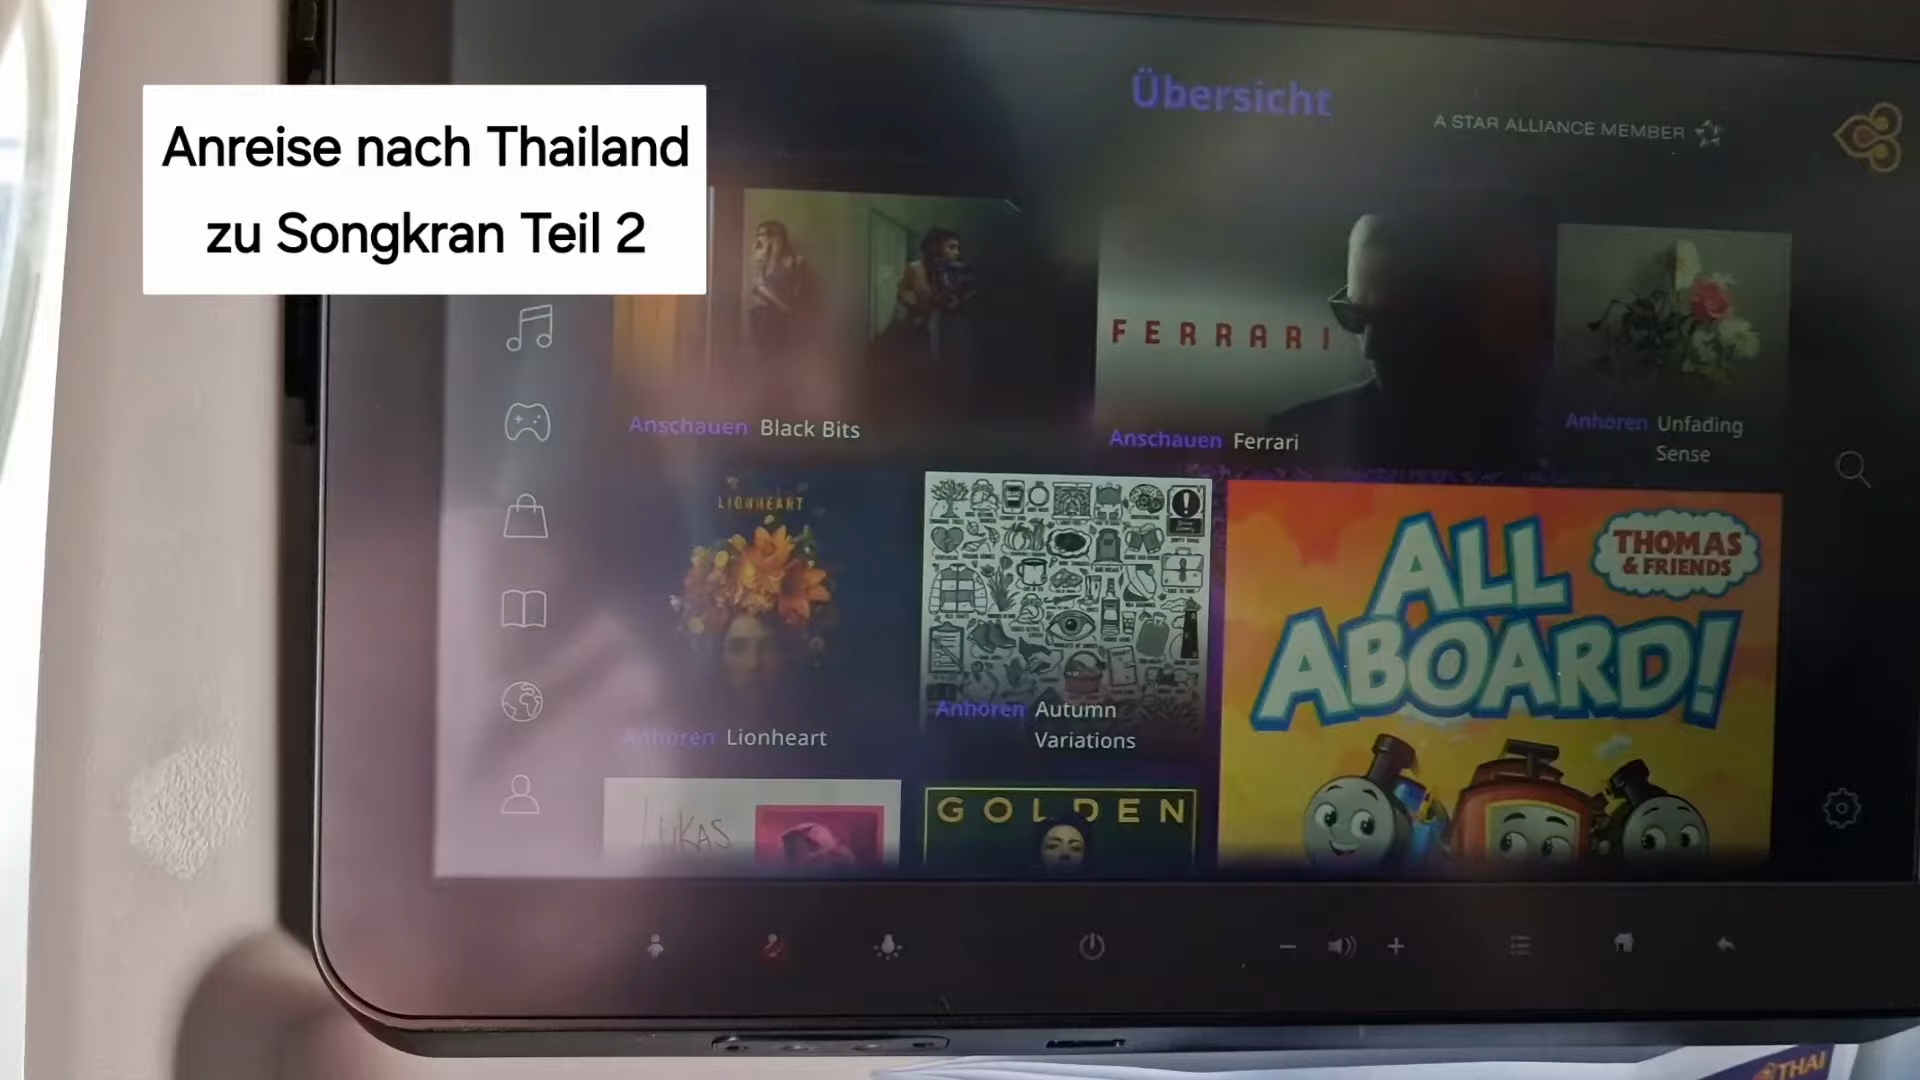 Anreise nach Thailand
zu Songkran Teil 2
Übersicht
A STAR ALLIANCE MEMBER
FERRARI
Anschauen Black Bits
Anschauen Ferrari
Anhören Unfading
Sense
LIONHEART
THOMAS
& FRIENDS
ALL
ABOARD!
Anhören Lionheart
Anhören Autumn
Variations
LUKAS
GOLDEN
THAI